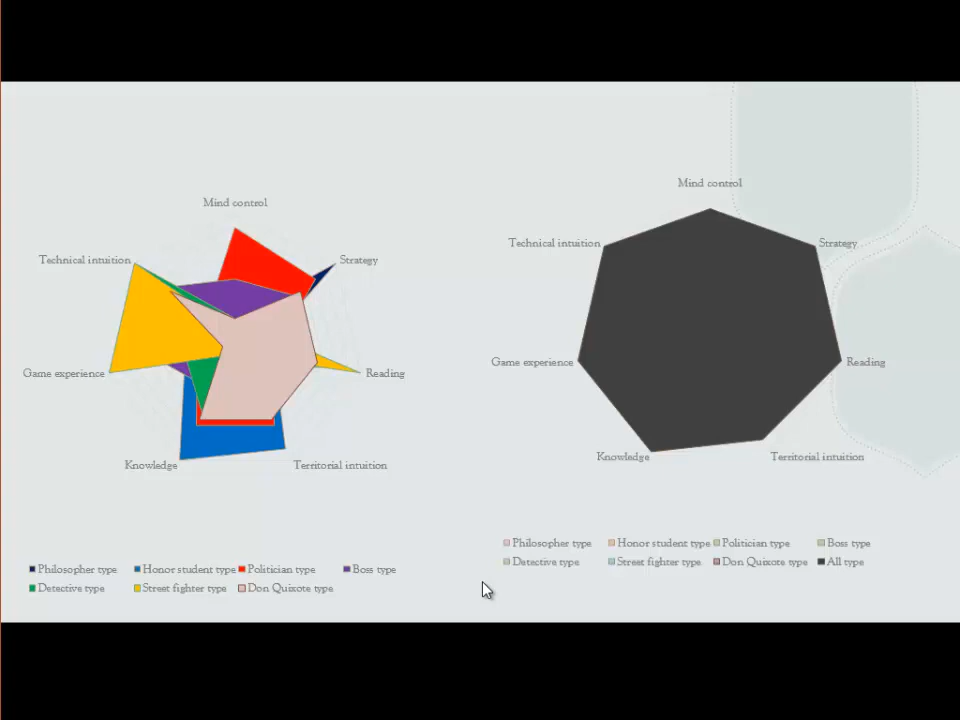 Mind control
Technical intuition
Strategy
Game experience
Reading
Knowledge
Territorial intuition
Philosopher type Honor student type Politician type Boss type
Detective type Street fighter type Don Quixote type
Mind control
Technical intuition
Strategy
Game experience
Reading
Knowledge
Territorial intuition
Philosopher type Honor student type Politician type Boss type
Detective type Street fighter type Don Quixote type All type